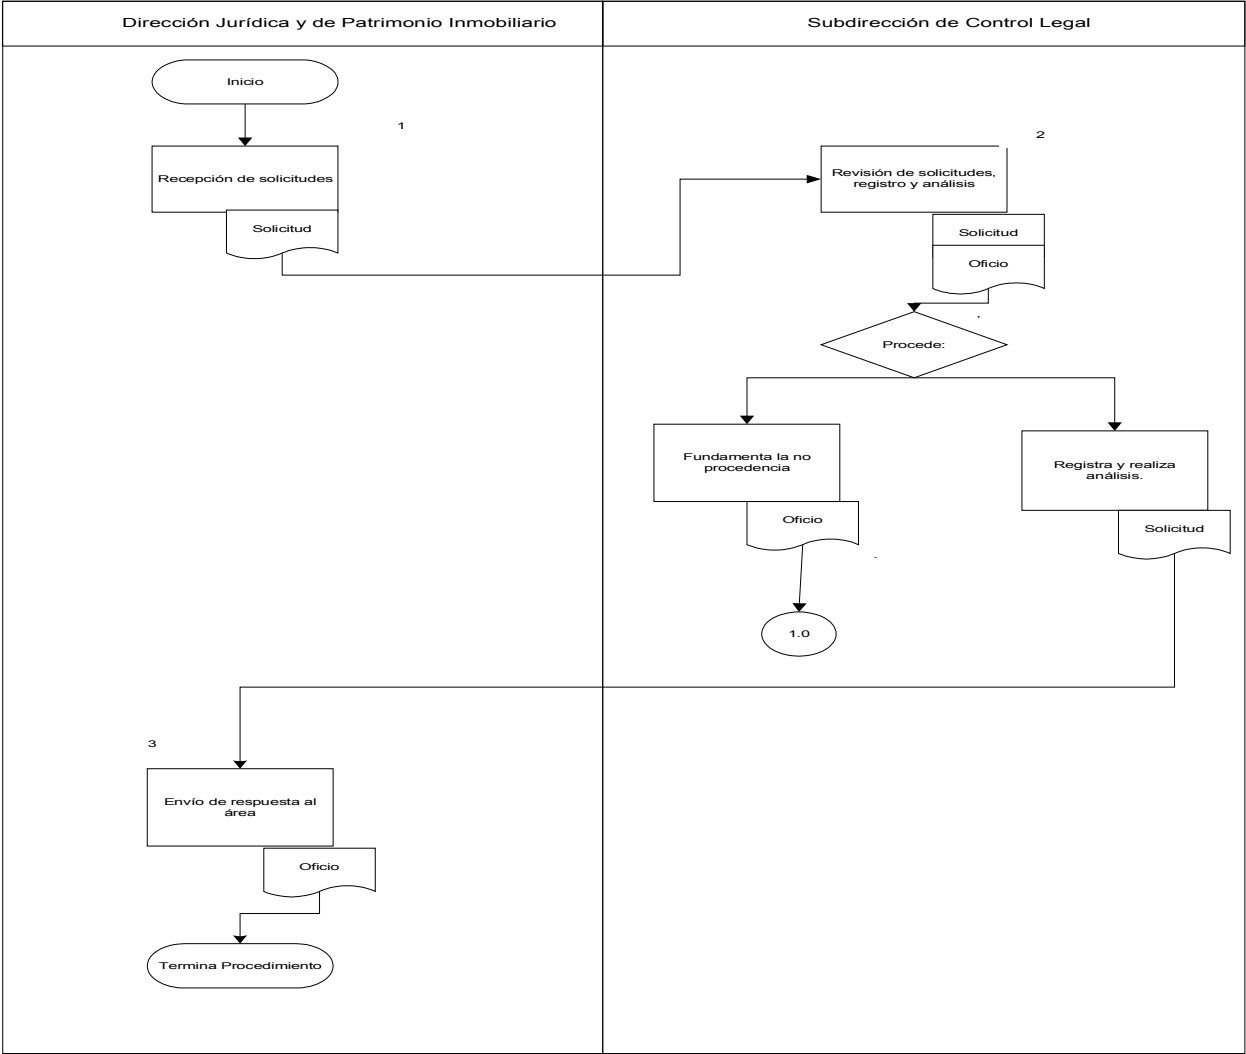 Dirección Jurídica y de Patrimonio Inmobiliario
Subdirección de Control Legal
Inicio
1
Recepción de solicitudes
Solicitud
2
Revisión de solicitudes,
registro y análisis
Solicitud
Oficio
Procede:
Fundamenta la no
procedencia
Oficio
Registra y realiza
análisis.
Solicitud
1.0
3
Envío de respuesta al
área
Oficio
Termina Procedimiento